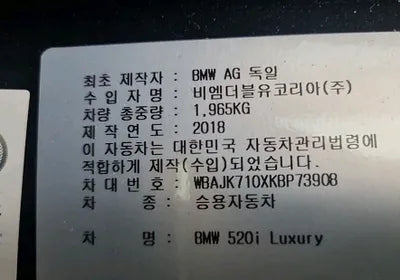 최초 제작자 : BMW AG 독일
수 입 자 명 : 비엠더블유코리아(주)
차량 총중량 : 1,965KG
제 작 연 도 : 2018
이 자동차는 대한민국 자동차관리법령에
적합하게 제작(수입)되었습니다.
차 대 번 호 : WBAJK710XKBP73908
차 종 : 승용자동차
차 명 : BMW 520i Luxury